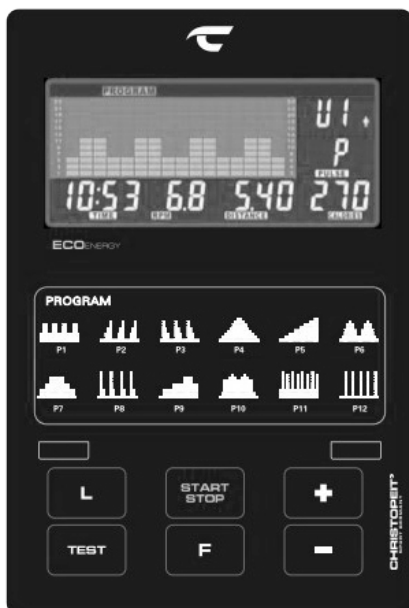 PROGRAM
U1
P
PULSE
10:53 6.8 5.40 270
TIME RPM DISTANCE CALORIES
ECOENERGY
PROGRAM
P1 P2 P3 P4 P5 P6
P7 P8 P9 P10 P11 P12
L START STOP +
TEST F -
CHRISTOPEIT